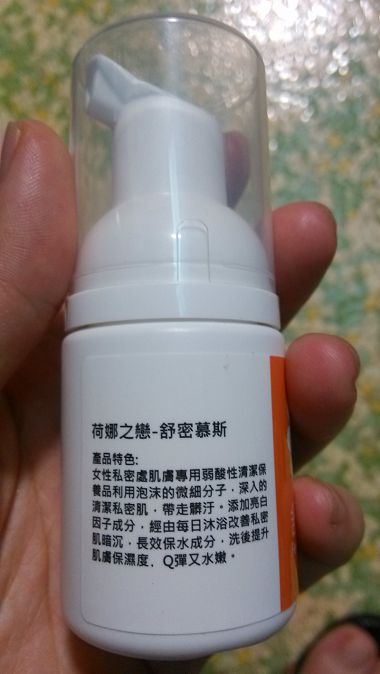 荷娜之戀-舒密慕斯
產品特色:
女性私密處肌膚專用弱酸性清潔保
養品利用泡沫的微細分子，深入的
清潔私密肌，帶走髒汙。添加亮白
因子成分，經由每日沐浴改善私密
肌暗沉，長效保水成分，洗後提升
肌膚保濕度．Q彈又水嫩。